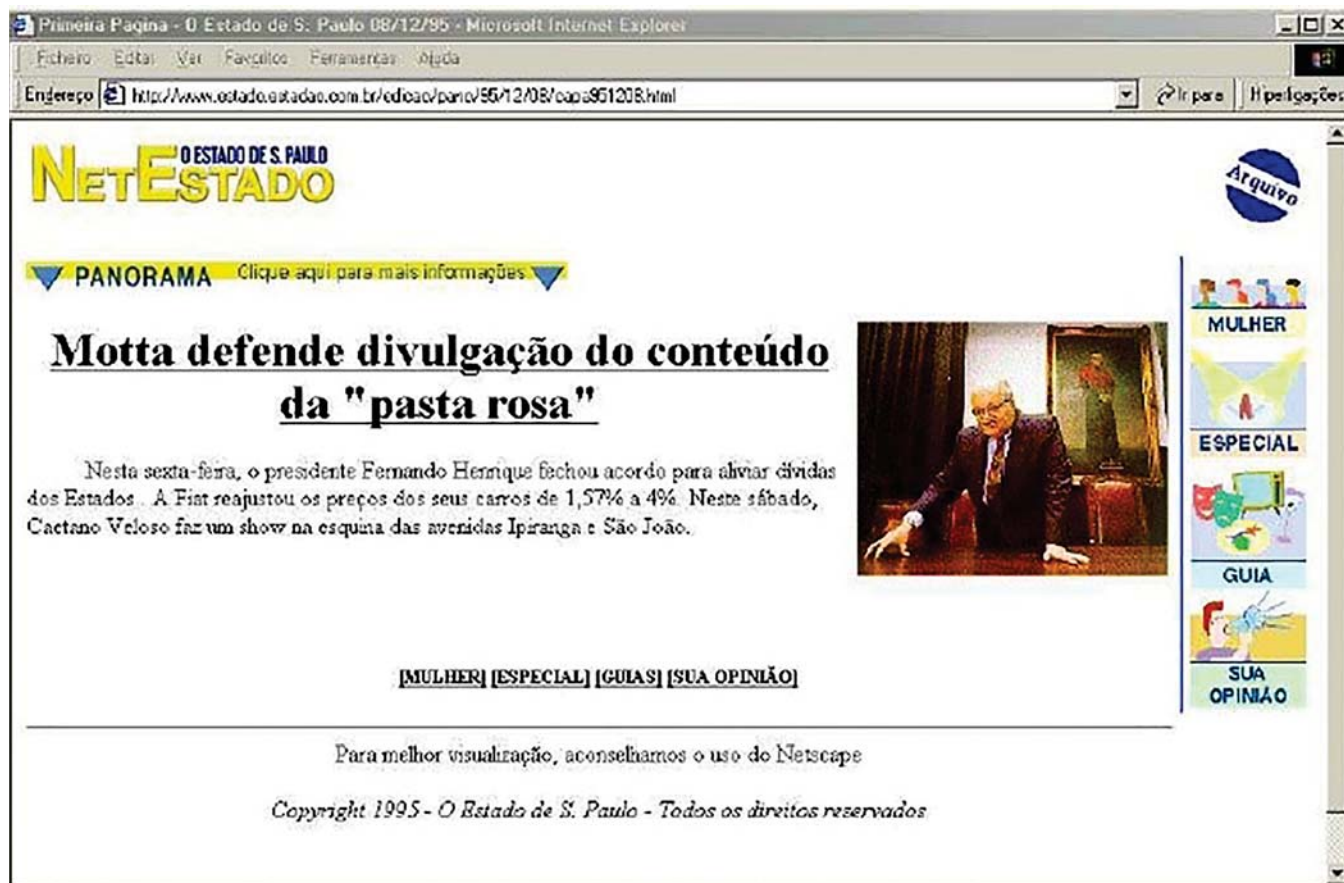 Primeira Pagina - O Estado de S. Paulo 08/12/95 - Microsoft Internet Explorer
Ficheiro Editar Ver Favoritos Ferramentas Ajuda
Endereço http://www.estado.estadao.com.br/edicao/pano/95/12/08/capa951208.html Ir para Hiperligações
O ESTADO DE S. PAULO
NETESTADO
Arquivo
PANORAMA Clique aqui para mais informações
Motta defende divulgação do conteúdo
da "pasta rosa"
Nesta sexta-feira, o presidente Fernando Henrique fechou acordo para aliviar dívidas
dos Estados . A Fiat reajustou os preços dos seus carros de 1,57% a 4%. Neste sábado,
Caetano Veloso faz um show na esquina das avenidas Ipiranga e São João.
MULHER
ESPECIAL
GUIA
SUA
OPINIÃO
[MULHER] [ESPECIAL] [GUIAS] [SUA OPINIÃO]
Para melhor visualização, aconselhamos o uso do Netscape
Copyright 1995 - O Estado de S. Paulo - Todos os direitos reservados